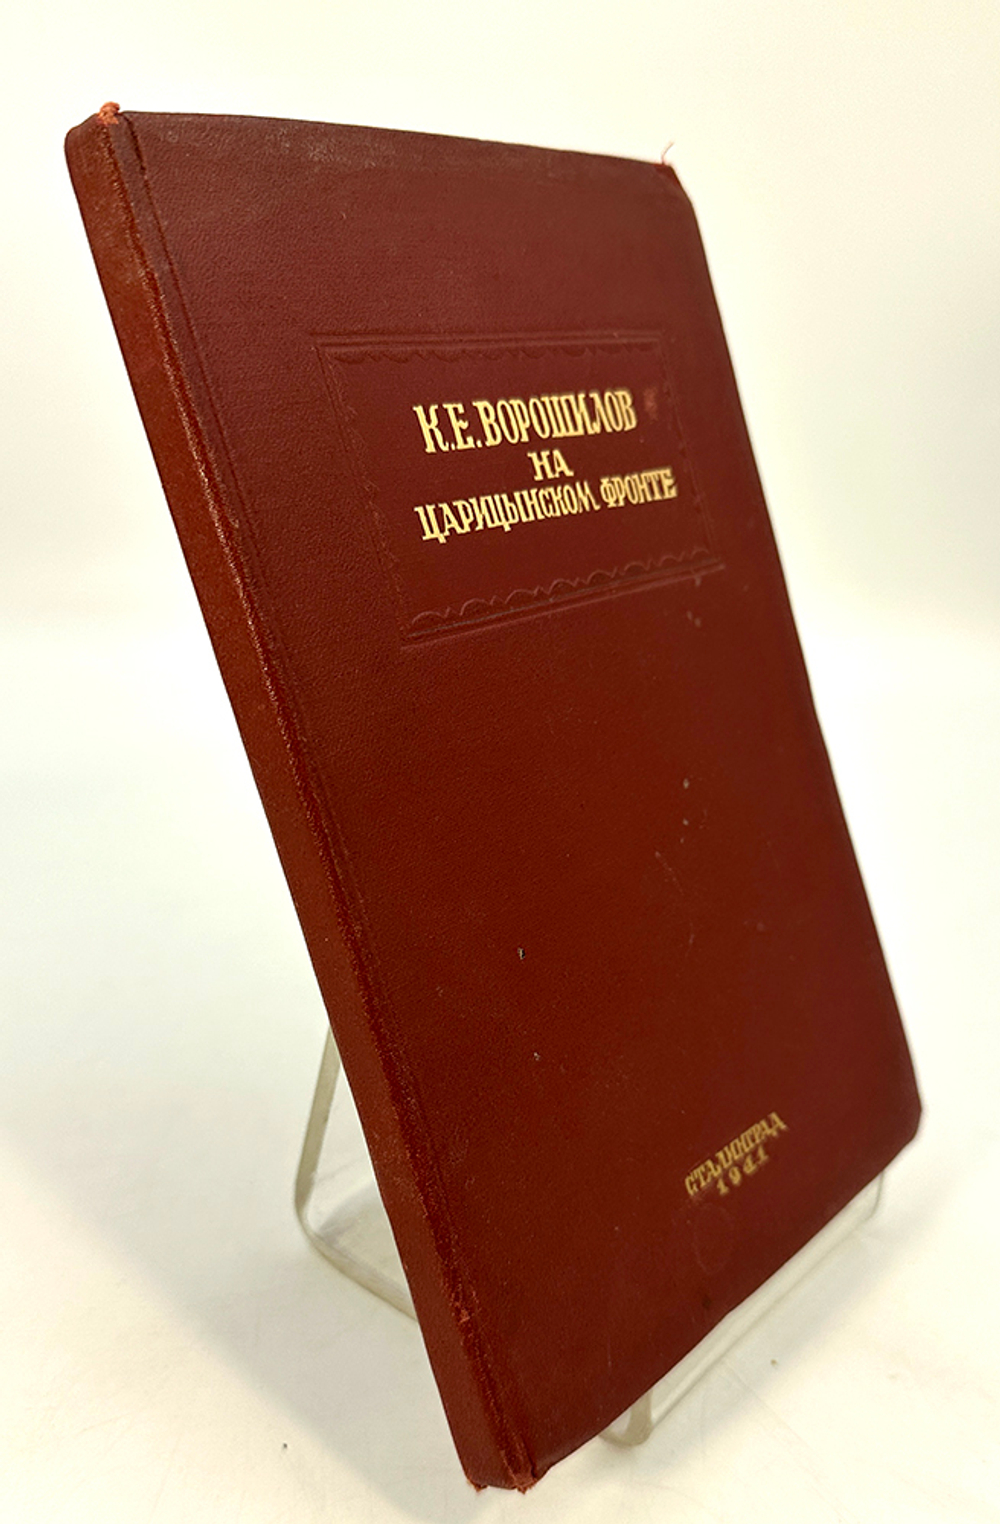 К.Е.ВОРОШИЛОВ
НА
ЦАРИЦЫНСКОМ ФРОНТЕ
СТАЛИНГРАД
1941